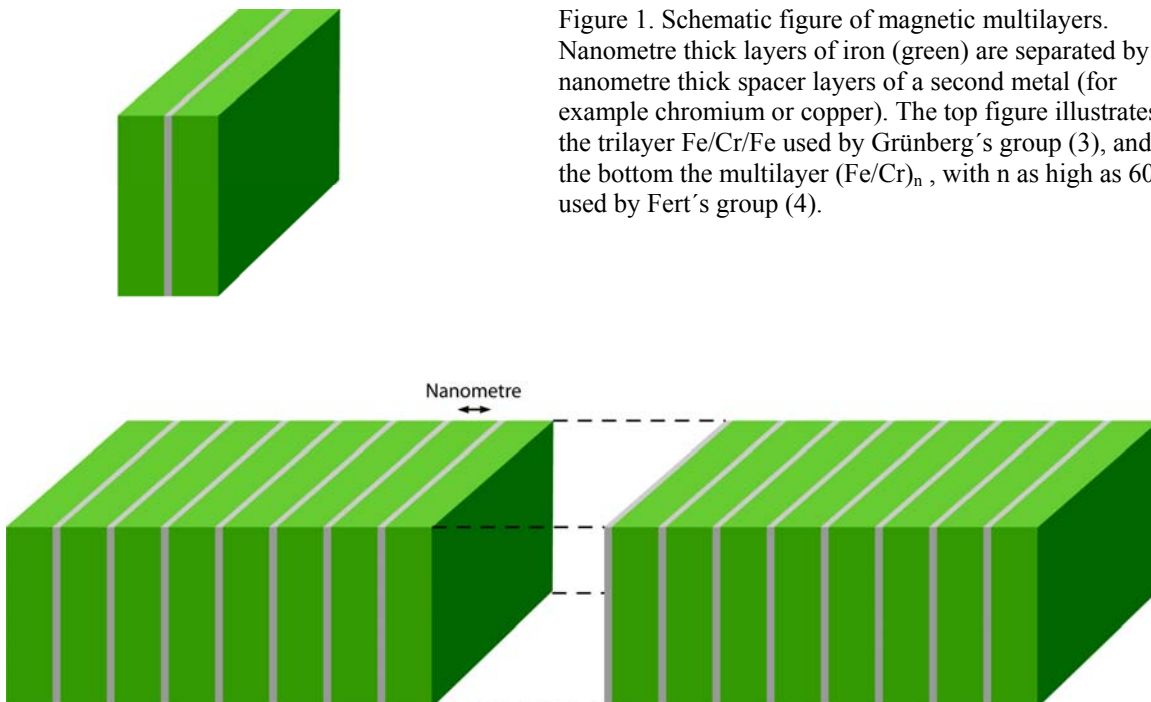 Figure 1. Schematic figure of magnetic multilayers.
Nanometre thick layers of iron (green) are separated by
nanometre thick spacer layers of a second metal (for
example chromium or copper). The top figure illustrates
the trilayer Fe/Cr/Fe used by Grünberg´s group (3), and
the bottom the multilayer (Fe/Cr)n , with n as high as 60
used by Fert´s group (4).
Nanometre